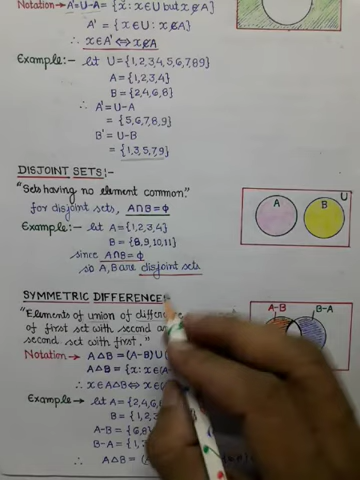 Notation→ A'=U-A= {x: x∈U but x∉A}
A' = {x∈U: x∉A}
∴ x∈A' ⇔ x∉A
Example:- let U = {1,2,3,4,5,6,7,89}
A = {1,2,3,4}
B = {2,4,6,8}
∴ A' = U-A
= {5,6,7,8,9}
B' = U-B
= {1,3,5,7,9}
DISJOINT SETS:-
"Sets having no element common."
for disjoint sets, A∩B=ϕ
Example:- let A = {1,2,3,4}
B = {8,9,10,11}
since A∩B=ϕ
so A,B are disjoint sets
A B U
SYMMETRIC DIFFERENCE
"Elements of union of difference
of first set with second
second set with first."
Notation → A∆B = (A-B)U
A∆B = {x: x∈(A-
∴ x∈A∆B ⇔ x∈(
Example→ let A = {2,4,6,
B = {1,2,3
A-B = {6,8}
B-A = {1,
∴ A∆B =
A-B B-A